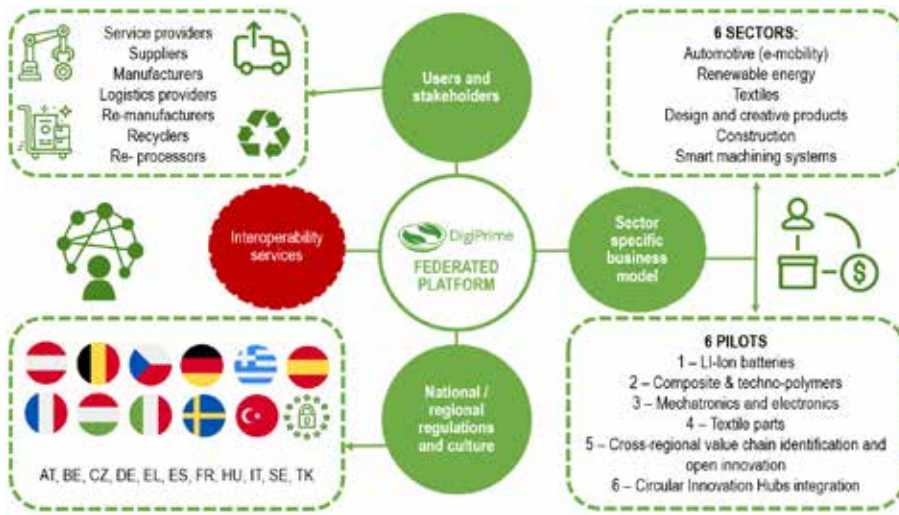 Service providers
Suppliers
Manufacturers
Logistics providers
Re-manufacturers
Recyclers
Re- processors
Users and
stakeholders
6 SECTORS:
Automotive (e-mobility)
Renewable energy
Textiles
Design and creative products
Construction
Smart machining systems
Interoperability
services
DigiPrime
FEDERATED
PLATFORM
Sector
specific
business
model
National /
regional
regulations
and culture
AT, BE, CZ, DE, EL, ES, FR, HU, IT, SE, TK
6 PILOTS
1 – LI-Ion batteries
2 – Composite & techno-polymers
3 – Mechatronics and electronics
4 – Textile parts
5 – Cross-regional value chain identification and
open innovation
6 – Circular Innovation Hubs integration
$